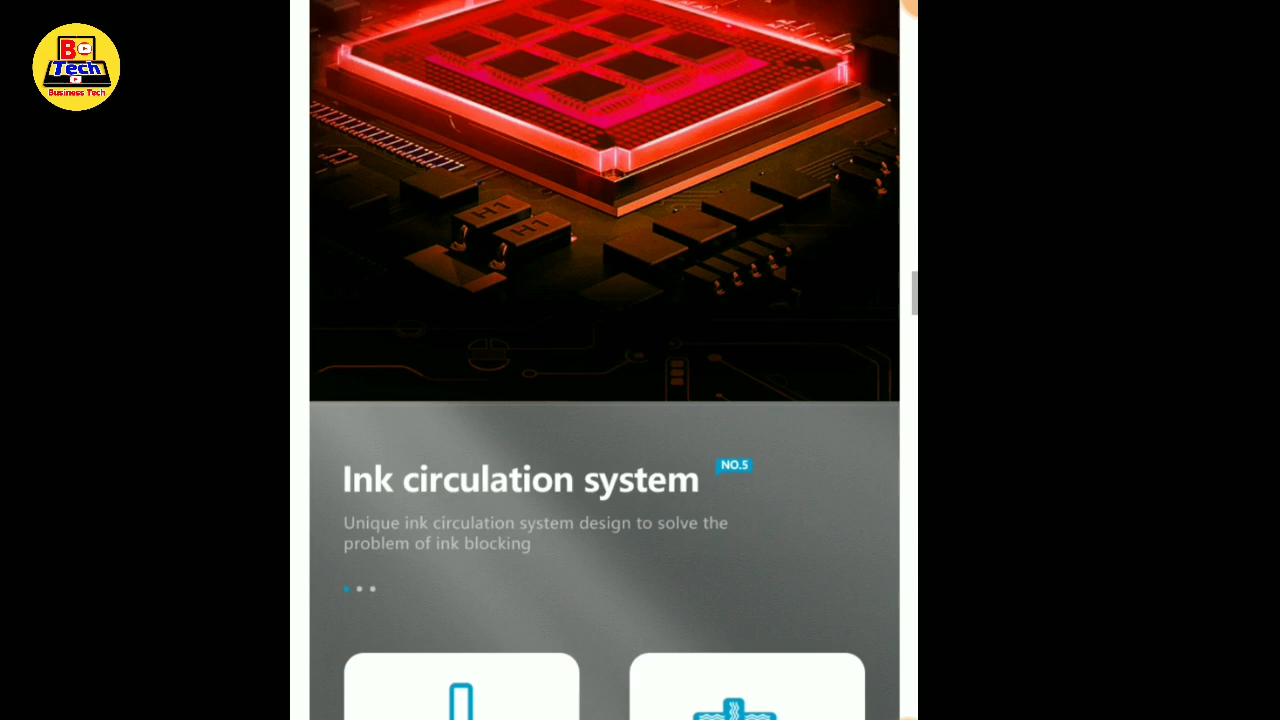 B
Tech
Business Tech
H1
H1
Ink circulation system
NO.5
Unique ink circulation system design to solve the
problem of ink blocking